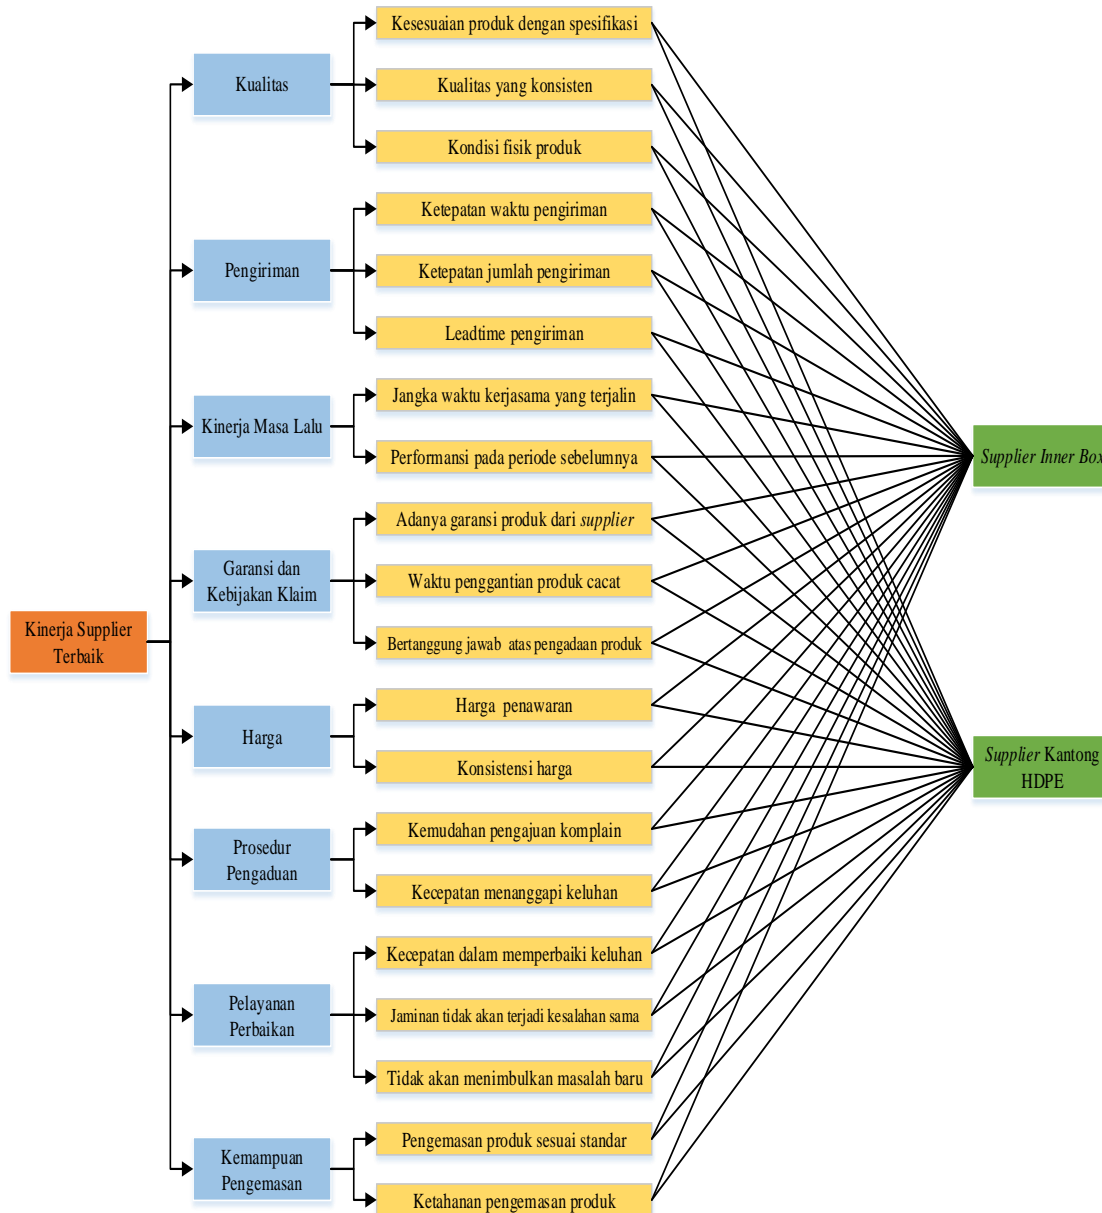 Kinerja Supplier
Terbaik
Kualitas
Kesesuaian produk dengan spesifikasi
Kualitas yang konsisten
Kondisi fisik produk
Pengiriman
Ketepatan waktu pengiriman
Ketepatan jumlah pengiriman
Leadtime pengiriman
Kinerja Masa Lalu
Jangka waktu kerjasama yang terjalin
Performansi pada periode sebelumnya
Garansi dan
Kebijakan Klaim
Adanya garansi produk dari supplier
Waktu penggantian produk cacat
Bertanggung jawab atas pengadaan produk
Harga
Harga penawaran
Konsistensi harga
Prosedur
Pengaduan
Kemudahan pengajuan komplain
Kecepatan menanggapi keluhan
Pelayanan
Perbaikan
Kecepatan dalam memperbaiki keluhan
Jaminan tidak akan terjadi kesalahan sama
Tidak akan menimbulkan masalah baru
Kemampuan
Pengemasan
Pengemasan produk sesuai standar
Ketahanan pengemasan produk
Supplier Inner Box
Supplier Kantong
HDPE